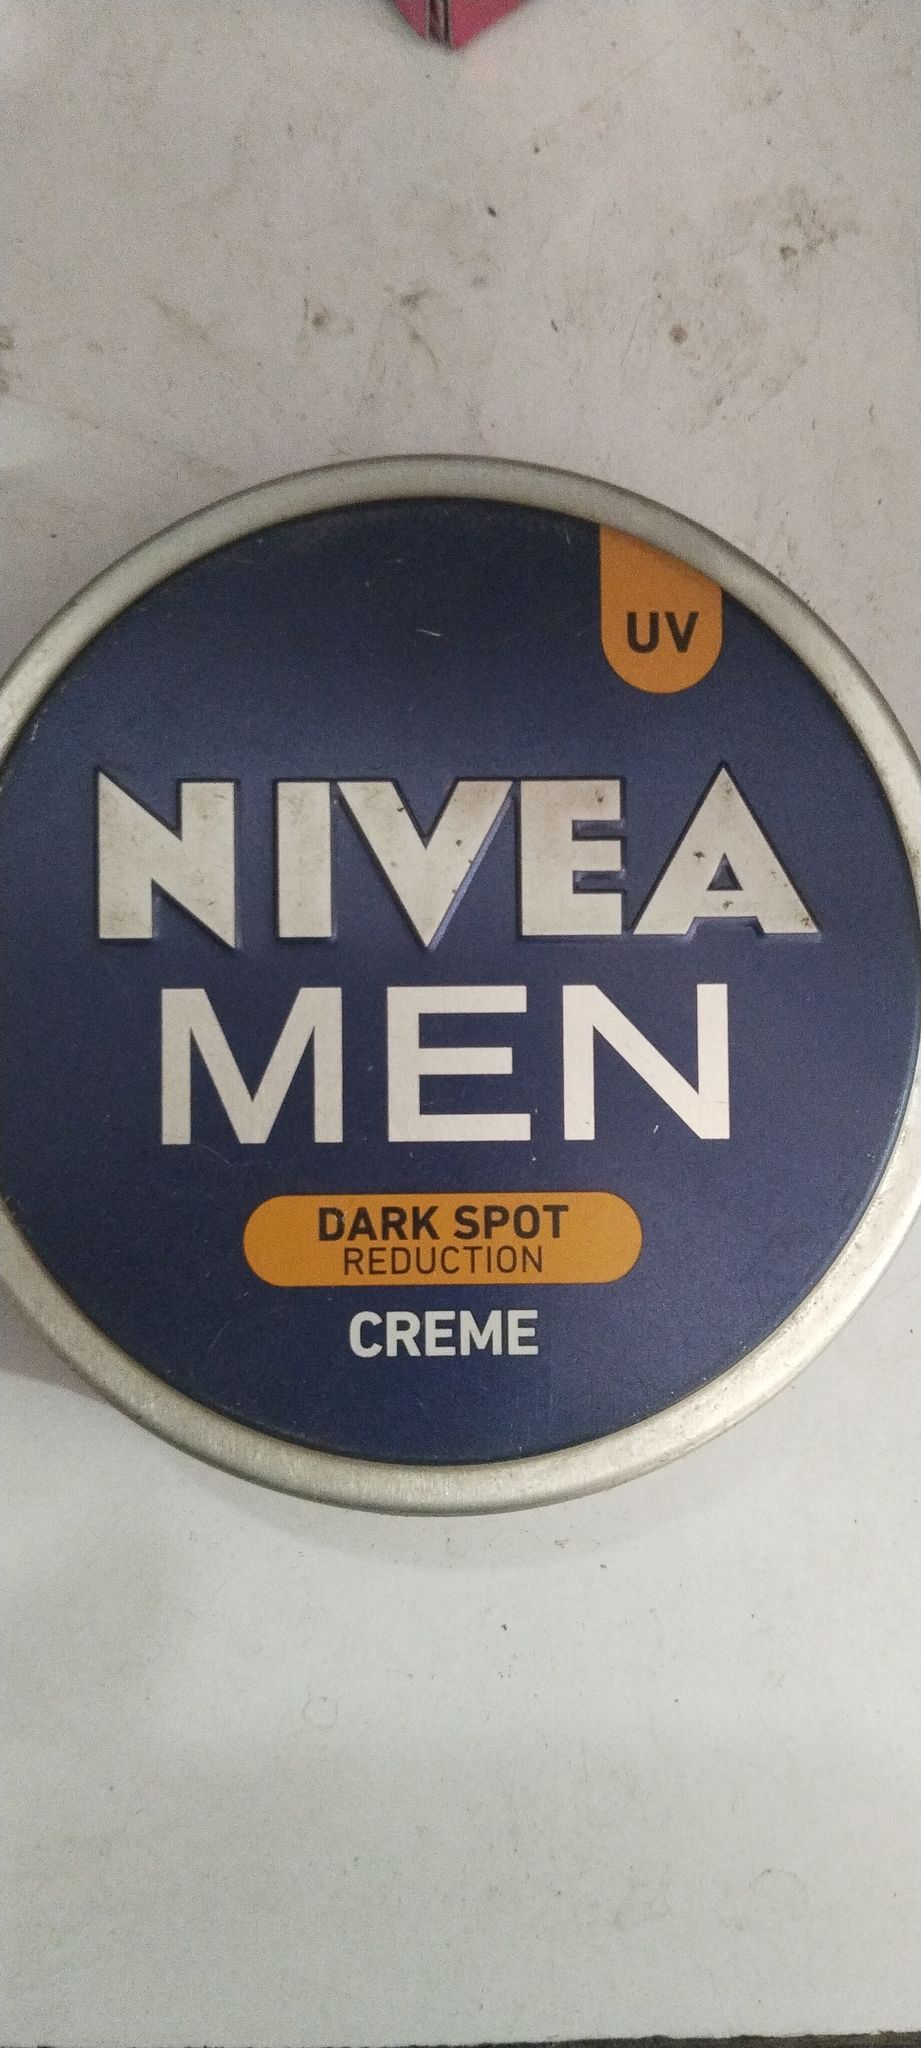 UV
NIVEA
MEN
DARK SPOT
REDUCTION
CREME